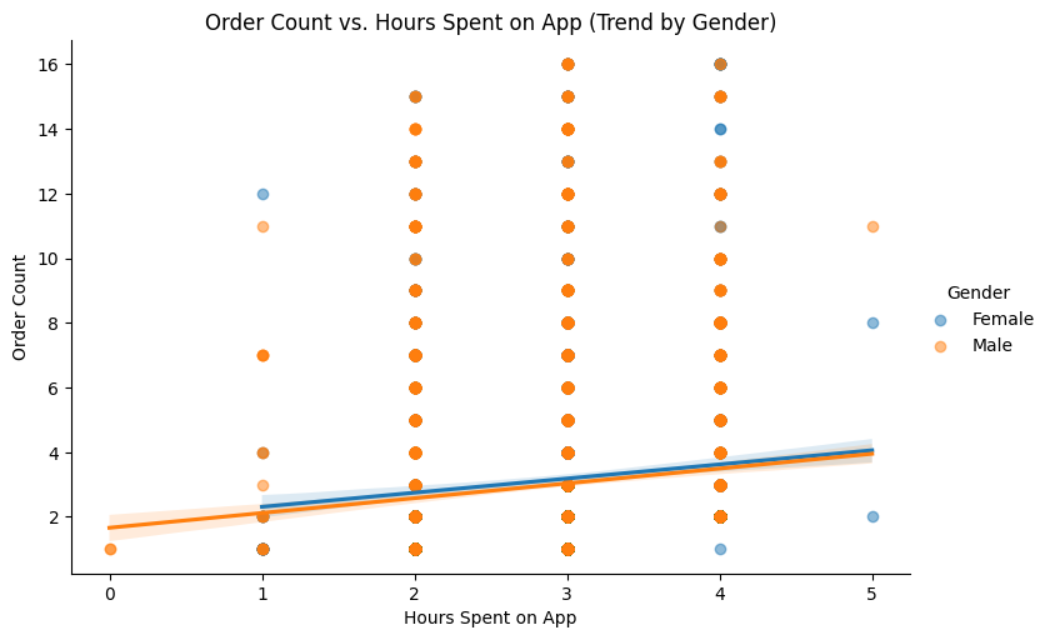 Order Count vs. Hours Spent on App (Trend by Gender)
16
14
12
10
8
6
4
2
Order Count
0 1 2 3 4 5
Hours Spent on App
Gender
Female
Male